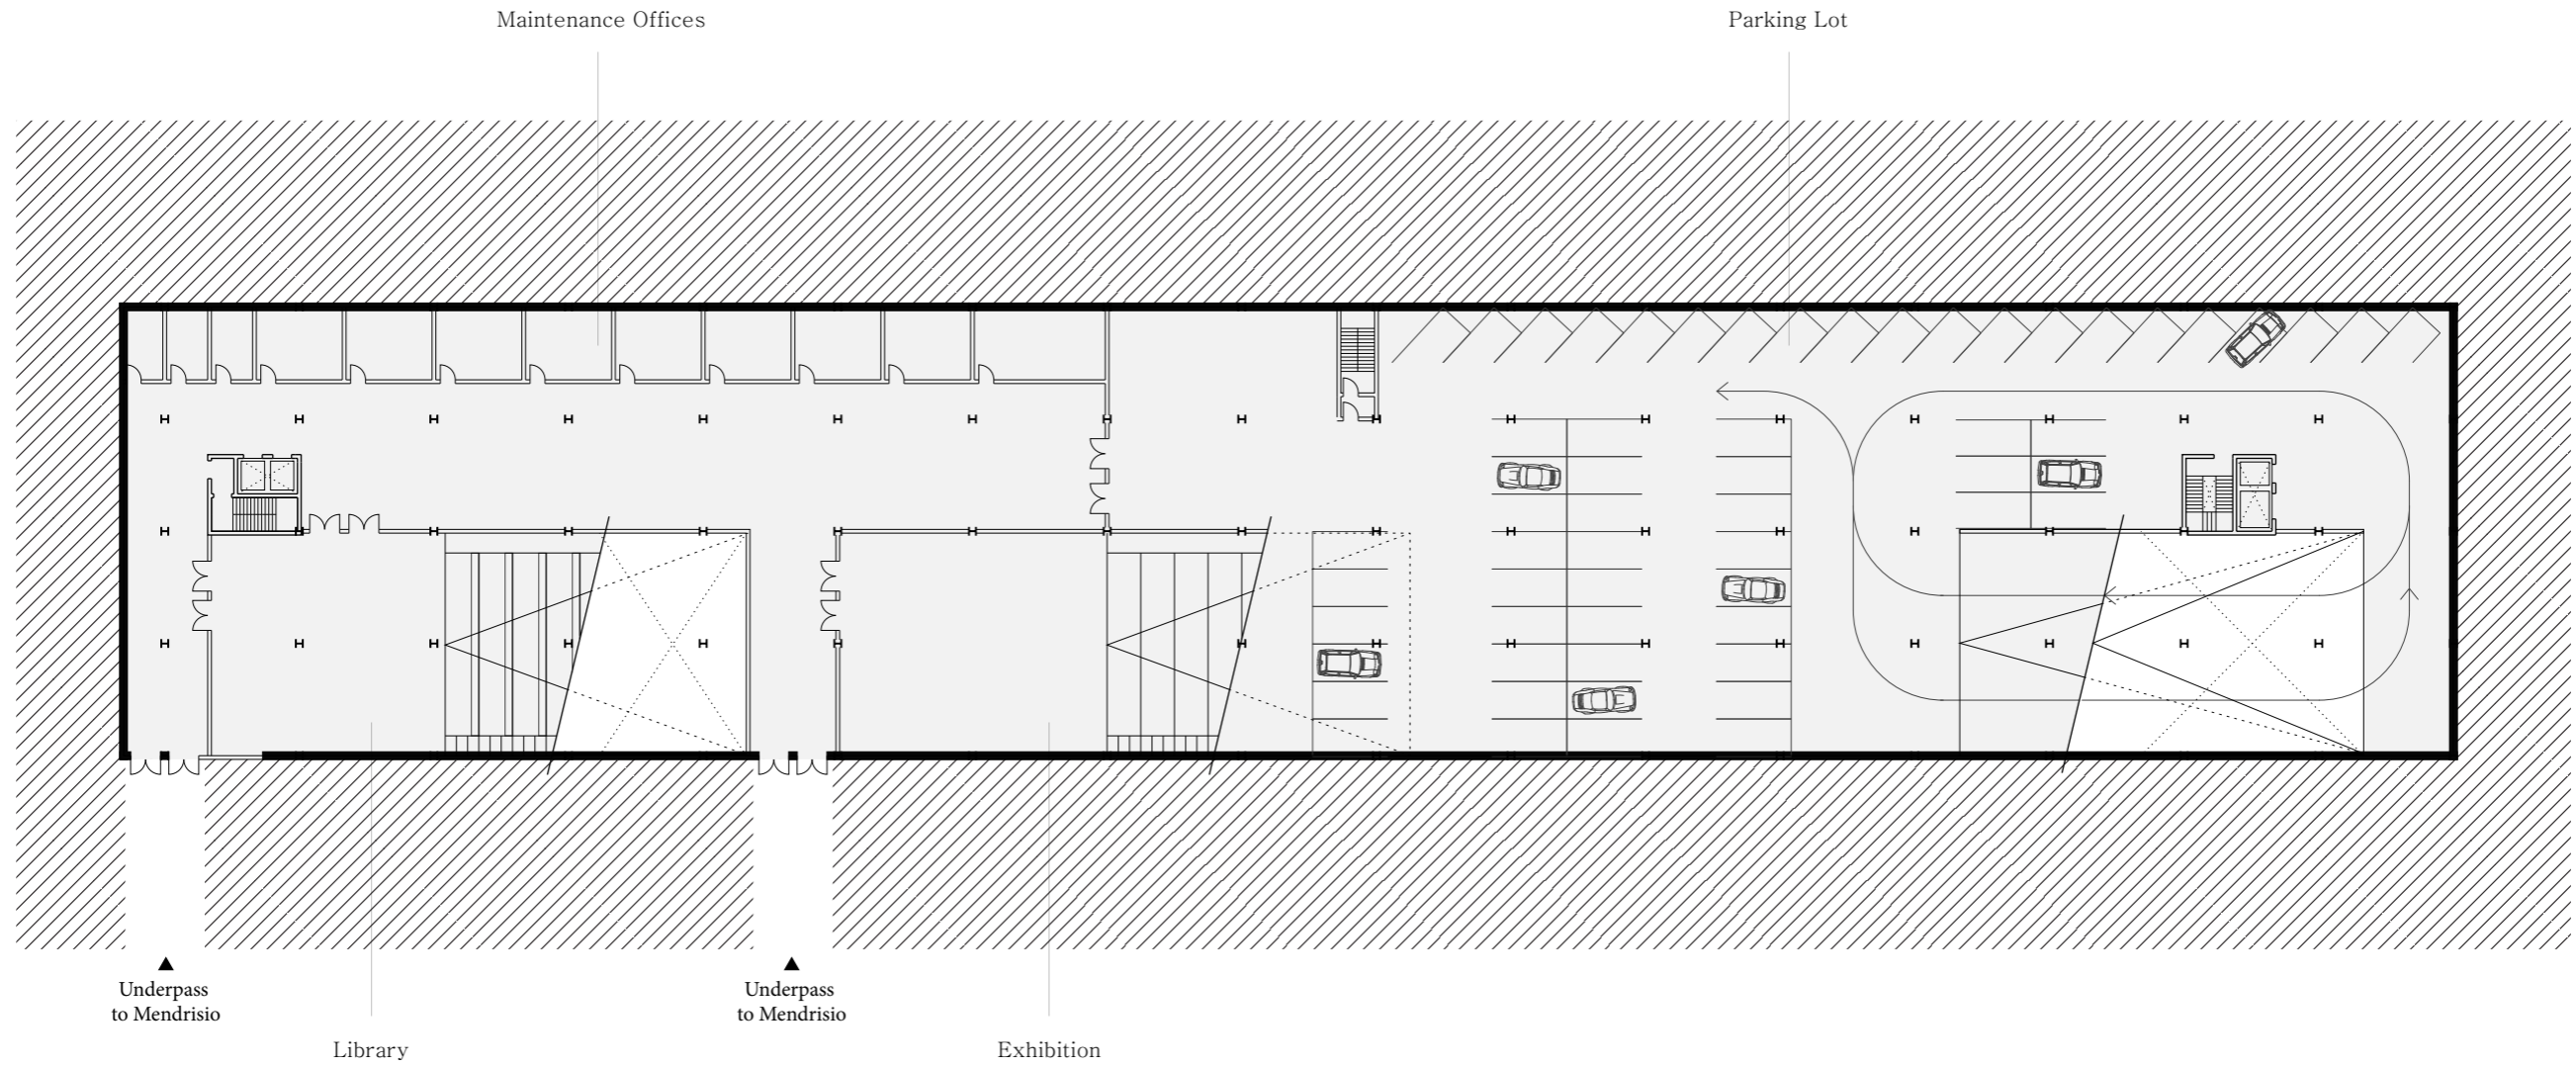 Maintenance Offices
Parking Lot
Underpass
to Mendrisio
Underpass
to Mendrisio
Library
Exhibition